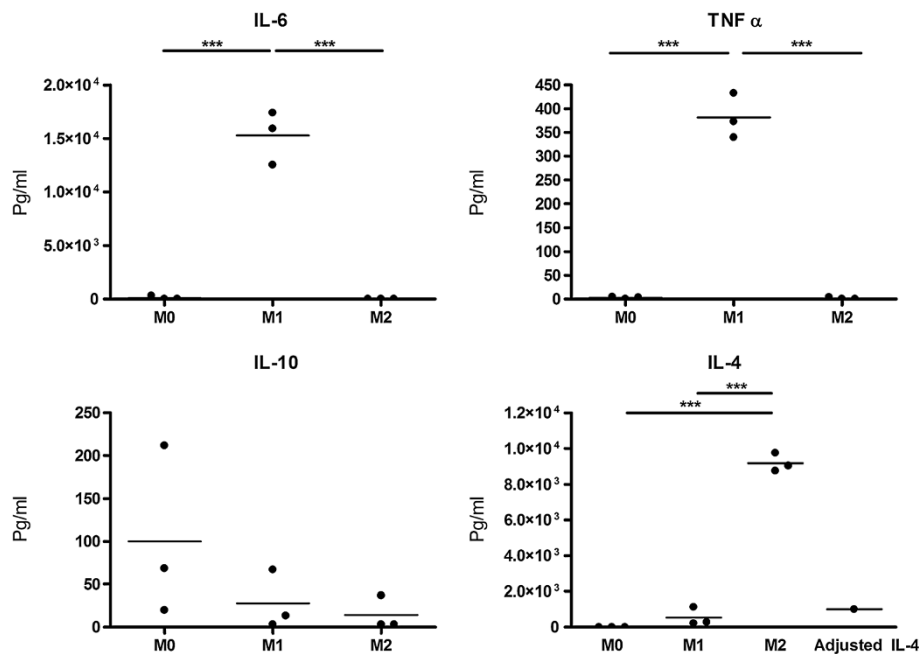 IL-6
*** ***
2.0×10⁴
1.5×10⁴
1.0×10⁴
5.0×10³
0
Pg/ml
M0 M1 M2
TNF α
*** ***
450
400
350
300
250
200
150
100
50
0
Pg/ml
M0 M1 M2
IL-10
250
200
150
100
50
0
Pg/ml
M0 M1 M2
IL-4
***
***
1.2×10⁴
1.0×10⁴
8.0×10³
6.0×10³
4.0×10³
2.0×10³
0
Pg/ml
M0 M1 M2 Adjusted IL-4